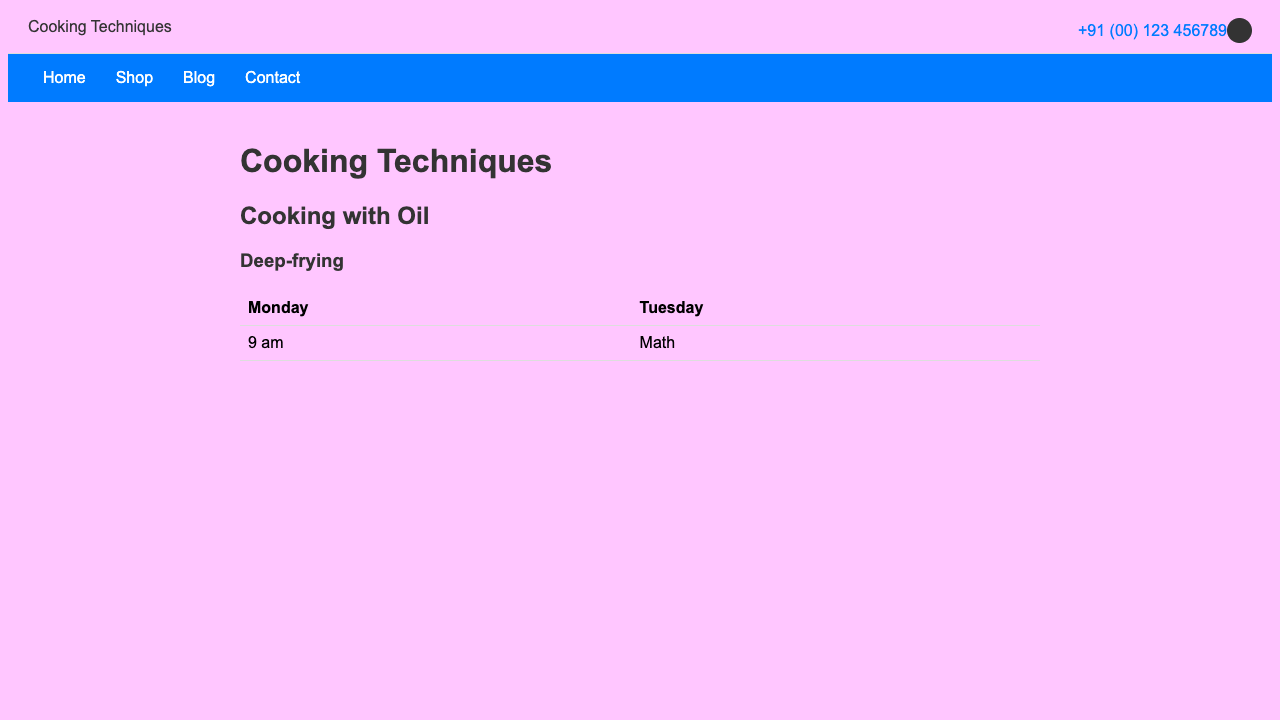 Cooking Techniques
+91 (00) 123 456789
Home Shop Blog Contact
Cooking Techniques
Cooking with Oil
Deep-frying
Monday Tuesday
9 am Math